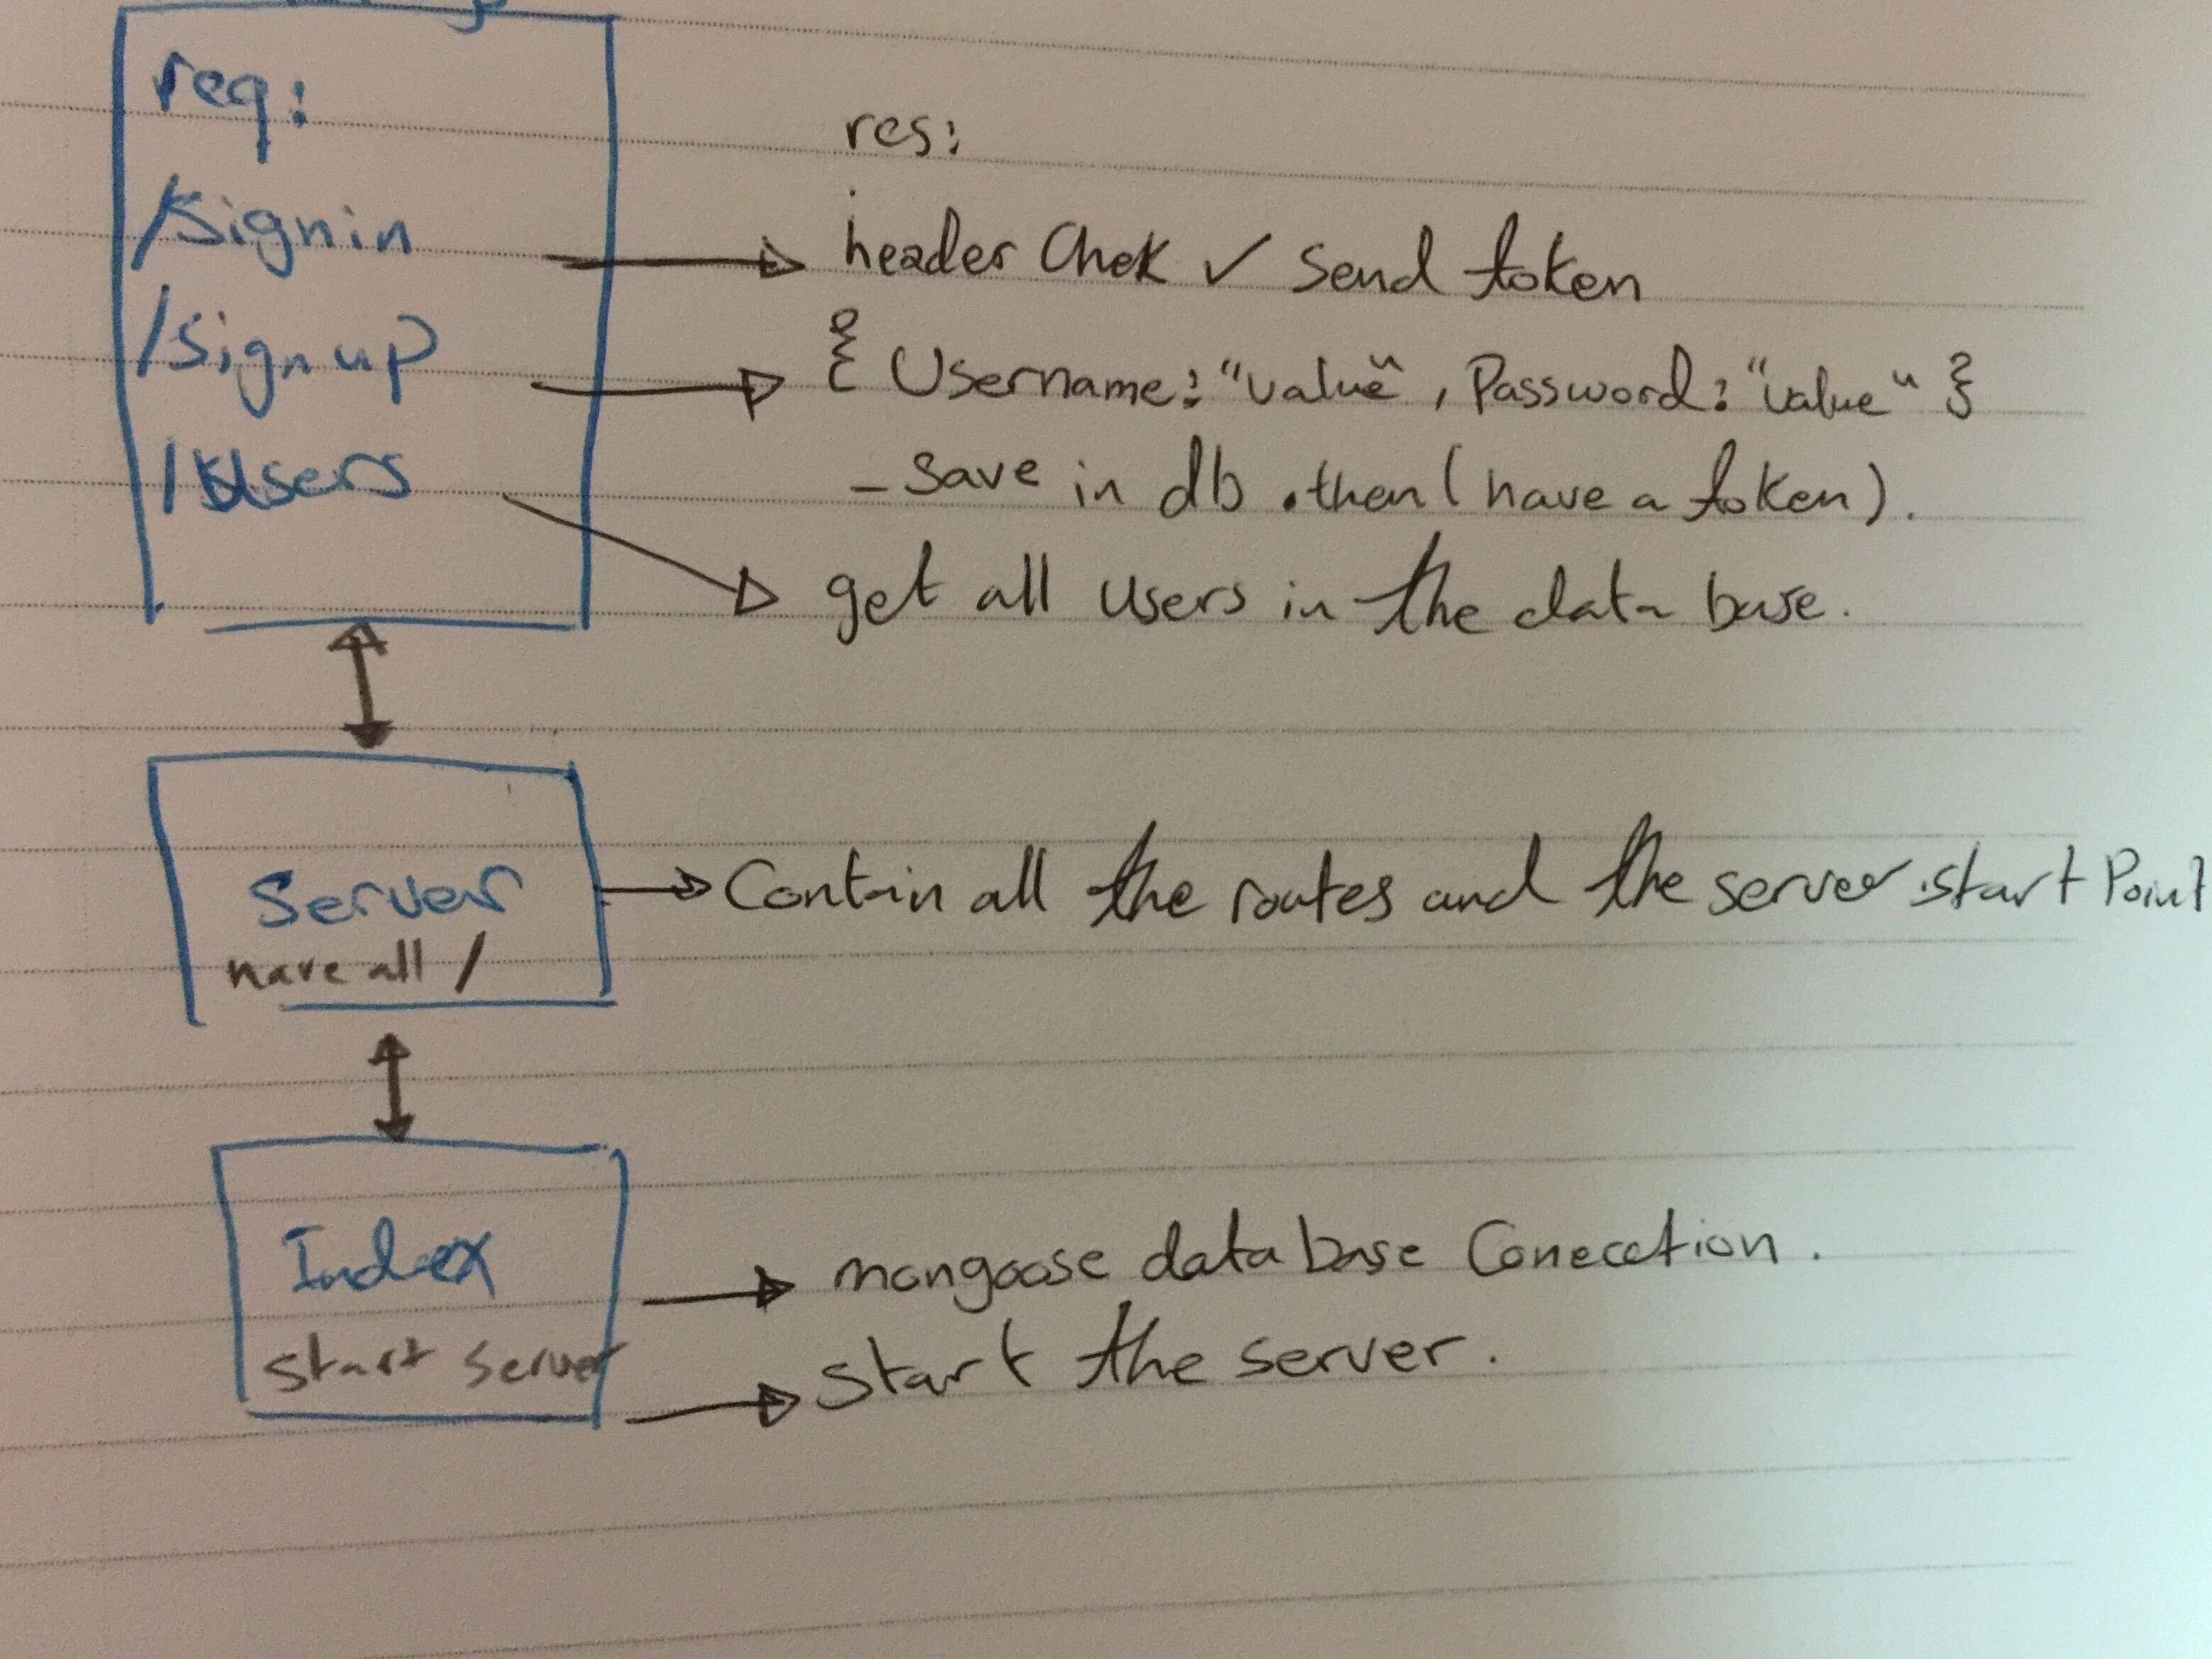 req:
res:
/signin
header Chek ✓ send token
/signup
{ Username: "value", Password: "value" }
/Users
- save in db .then ( have a token ).
get all users in the data base.
Server
have all /
Contain all the routes and the server start Point
Index
start server
mongoose data base Conecction.
start the server.